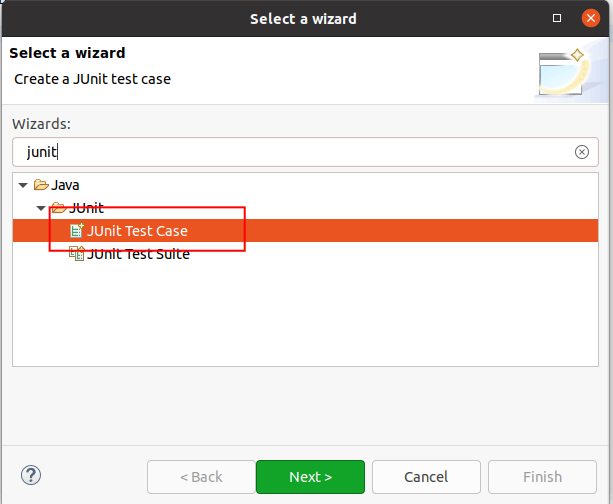 Select a wizard
Select a wizard
Create a JUnit test case
Wizards:
junit
Java
JUnit
JUnit Test Case
JUnit Test Suite
?
< Back
Next >
Cancel
Finish